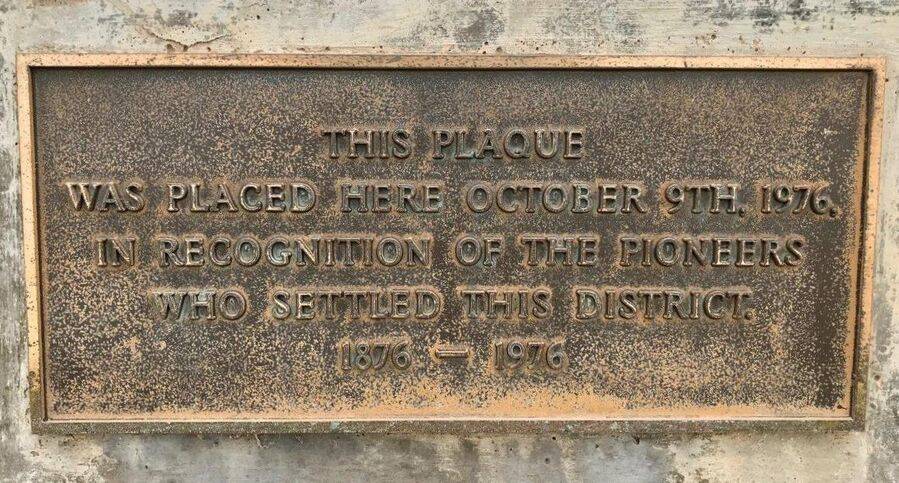 THIS PLAQUE
WAS PLACED HERE OCTOBER 9TH, 1976,
IN RECOGNITION OF THE PIONEERS
WHO SETTLED THIS DISTRICT.
1876 — 1976